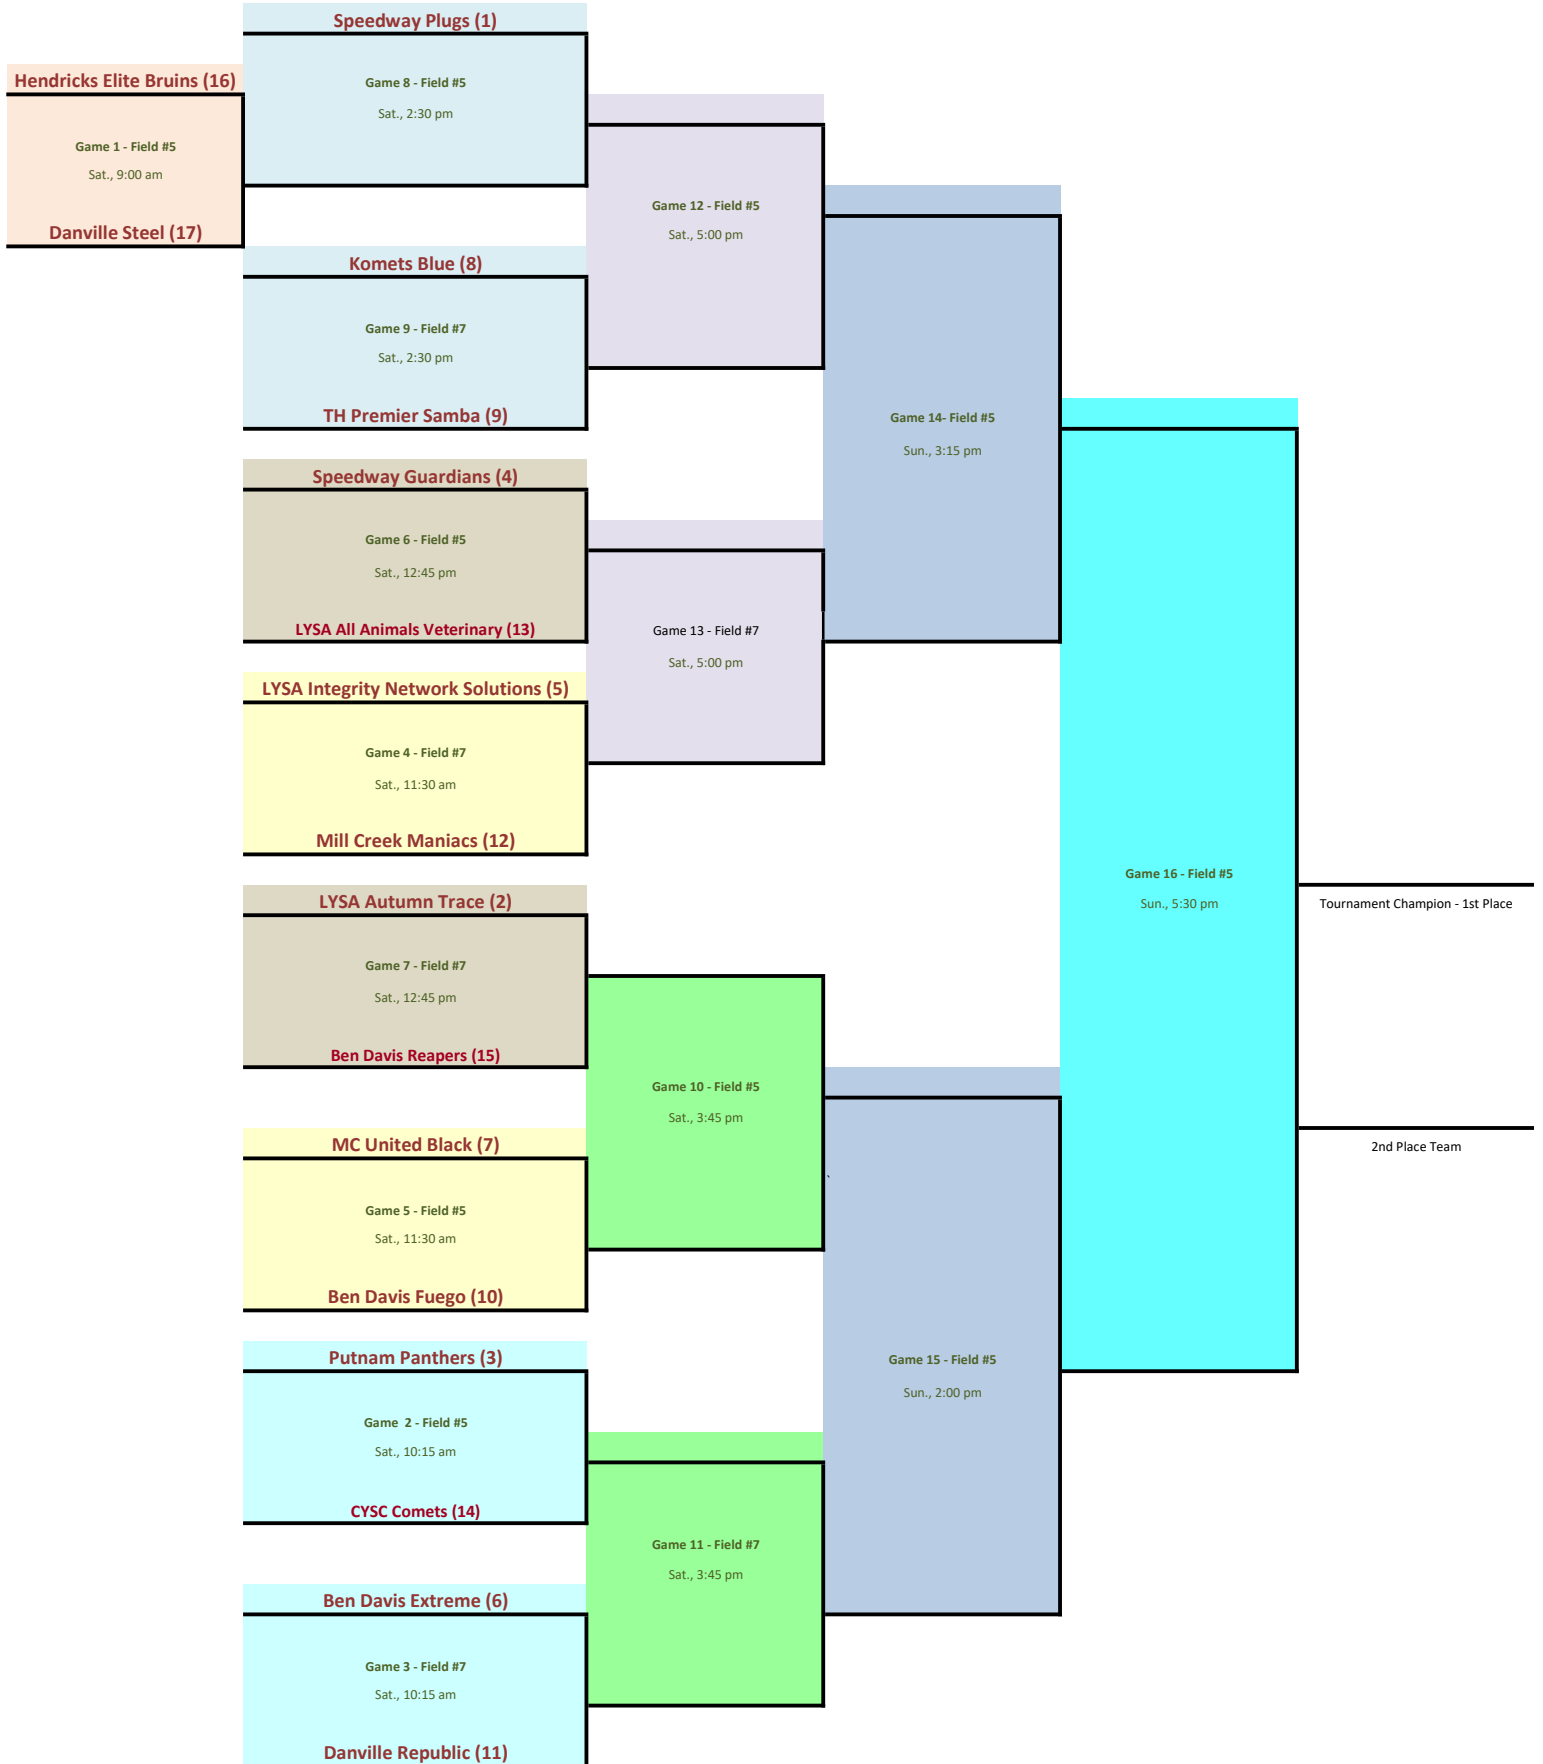 Speedway Plugs (1)
Hendricks Elite Bruins (16)
Game 8 - Field #5
Sat., 2:30 pm
Game 1 - Field #5
Sat., 9:00 am
Game 12 - Field #5
Danville Steel (17)
Sat., 5:00 pm
Komets Blue (8)
Game 9 - Field #7
Sat., 2:30 pm
TH Premier Samba (9)
Game 14- Field #5
Sun., 3:15 pm
Speedway Guardians (4)
Game 6 - Field #5
Sat., 12:45 pm
LYSA All Animals Veterinary (13)
Game 13 - Field #7
Sat., 5:00 pm
LYSA Integrity Network Solutions (5)
Game 4 - Field #7
Sat., 11:30 am
Mill Creek Maniacs (12)
Game 16 - Field #5
LYSA Autumn Trace (2)
Sun., 5:30 pm
Tournament Champion - 1st Place
Game 7 - Field #7
Sat., 12:45 pm
Ben Davis Reapers (15)
Game 10 - Field #5
Sat., 3:45 pm
MC United Black (7)
2nd Place Team
`
Game 5 - Field #5
Sat., 11:30 am
Ben Davis Fuego (10)
Putnam Panthers (3)
Game 15 - Field #5
Sun., 2:00 pm
Game  2 - Field #5
Sat., 10:15 am
CYSC Comets (14)
Game 11 - Field #7
Sat., 3:45 pm
Ben Davis Extreme (6)
Game 3 - Field #7
Sat., 10:15 am
Danville Republic (11)